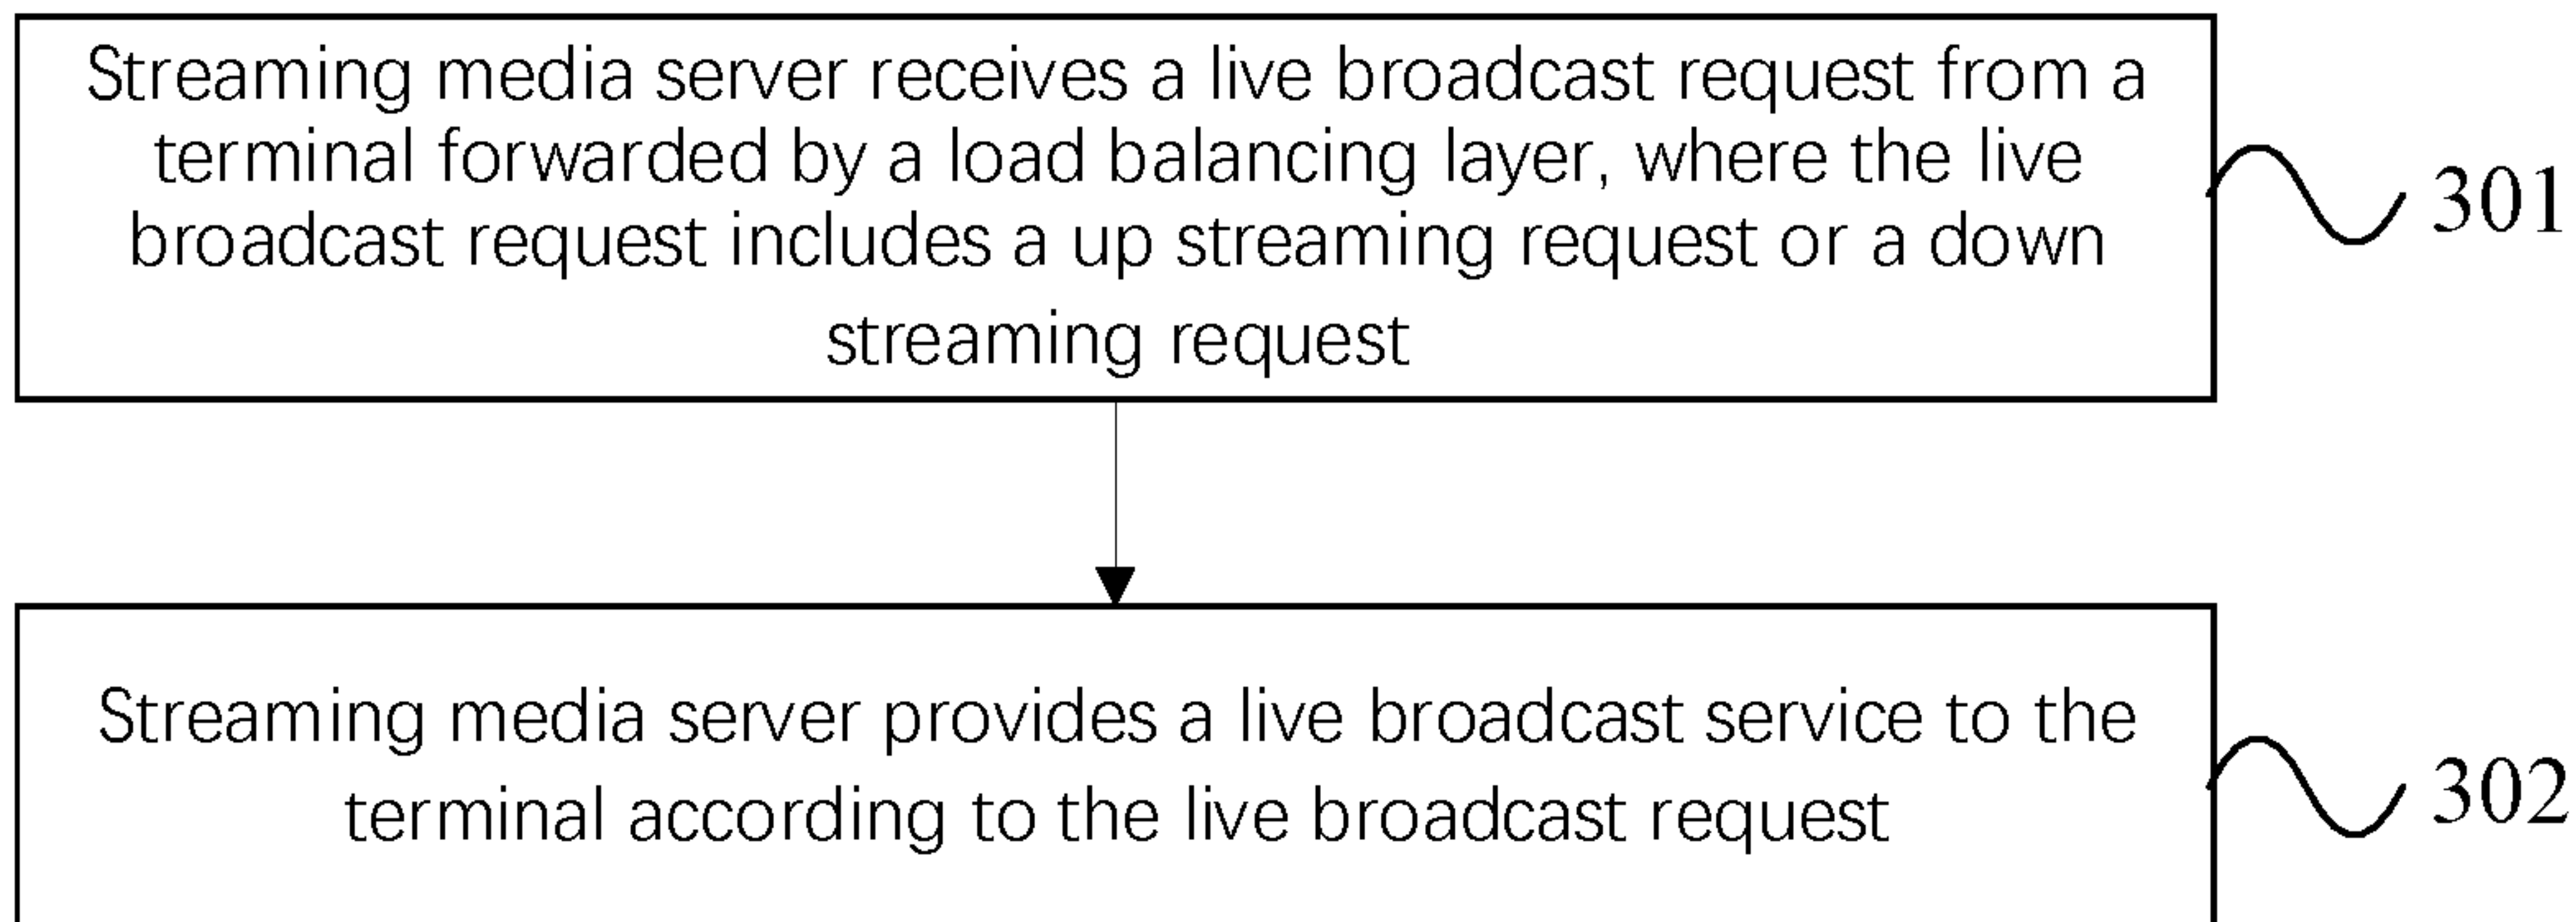 Streaming media server receives a live broadcast request from a
terminal forwarded by a load balancing layer, where the live
broadcast request includes a up streaming request or a down
streaming request
301
Streaming media server provides a live broadcast service to the
terminal according to the live broadcast request
302